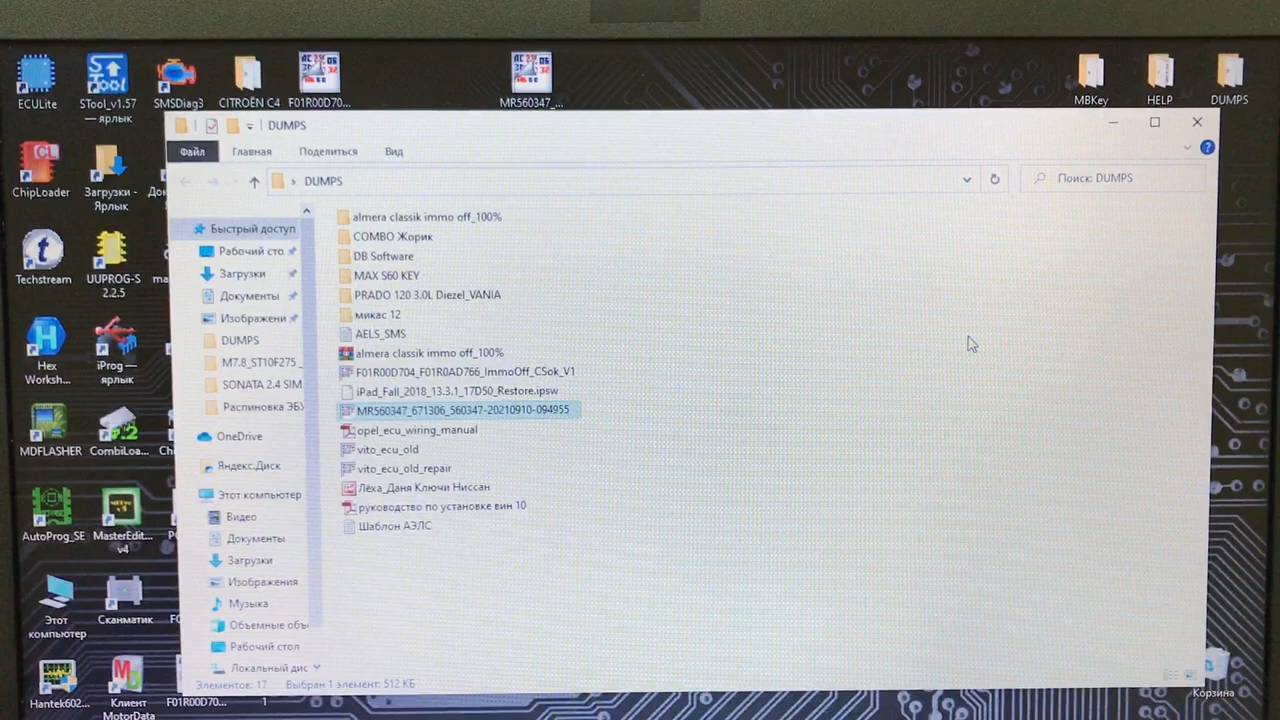 ECULite
STool_v1.57
— ярлык
SMSDiag3
CITROËN C4
F01R00D70...
MR560347_...
MBKey
HELP
DUMPS
ChipLoader
Загрузки -
Ярлык
Techstream
UUPROG-S
2.2.5
Hex
Worksh...
iProg —
ярлык
MDFLASHER
CombiLoa...
AutoProg_SE
MasterEdit...
v4
Этот
компьютер
Сканматик
Hantek602...
Клиент
MotorData
F01R00D70...
1
Корзина
DUMPS
Файл
Главная
Поделиться
Вид
DUMPS
Поиск: DUMPS
Быстрый доступ
Рабочий сто
Загрузки
Документы
Изображени
DUMPS
M7.8_ST10F275_
SONATA 2.4 SIM
Распиновка ЭБУ
OneDrive
Яндекс.Диск
Этот компьютер
Видео
Документы
Загрузки
Изображения
Музыка
Объемные объ
Рабочий стол
Локальный дис
almera classik immo off_100%
COMBO Жорик
DB Software
MAX S60 KEY
PRADO 120 3.0L Diezel_VANIA
микас 12
AELS_SMS
almera classik immo off_100%
F01R00D704_F01R0AD766_ImmoOff_CSok_V1
iPad_Fall_2018_13.3.1_17D50_Restore.ipsw
MR560347_671306_560347-20210910-094955
opel_ecu_wiring_manual
vito_ecu_old
vito_ecu_old_repair
Лёха_Даня Ключи Ниссан
руководство по установке вин 10
Шаблон АЭЛС
Элементов: 17
Выбран 1 элемент: 512 КБ